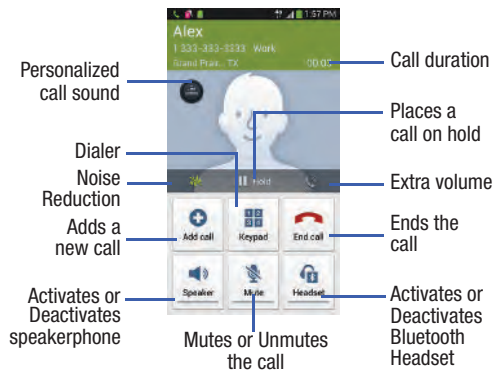 1:57 PM
Alex
1 333-333-3333 Work
Grand Prair.. TX 00:03
Personalized
call sound
Call duration
Places a
call on hold
Dialer
Noise
Reduction
Hold
Extra volume
Adds a
new call
Add call
Keypad
End call
Ends the
call
Speaker
Mute
Headset
Activates or
Deactivates
speakerphone
Mutes or Unmutes
the call
Activates or
Deactivates
Bluetooth
Headset